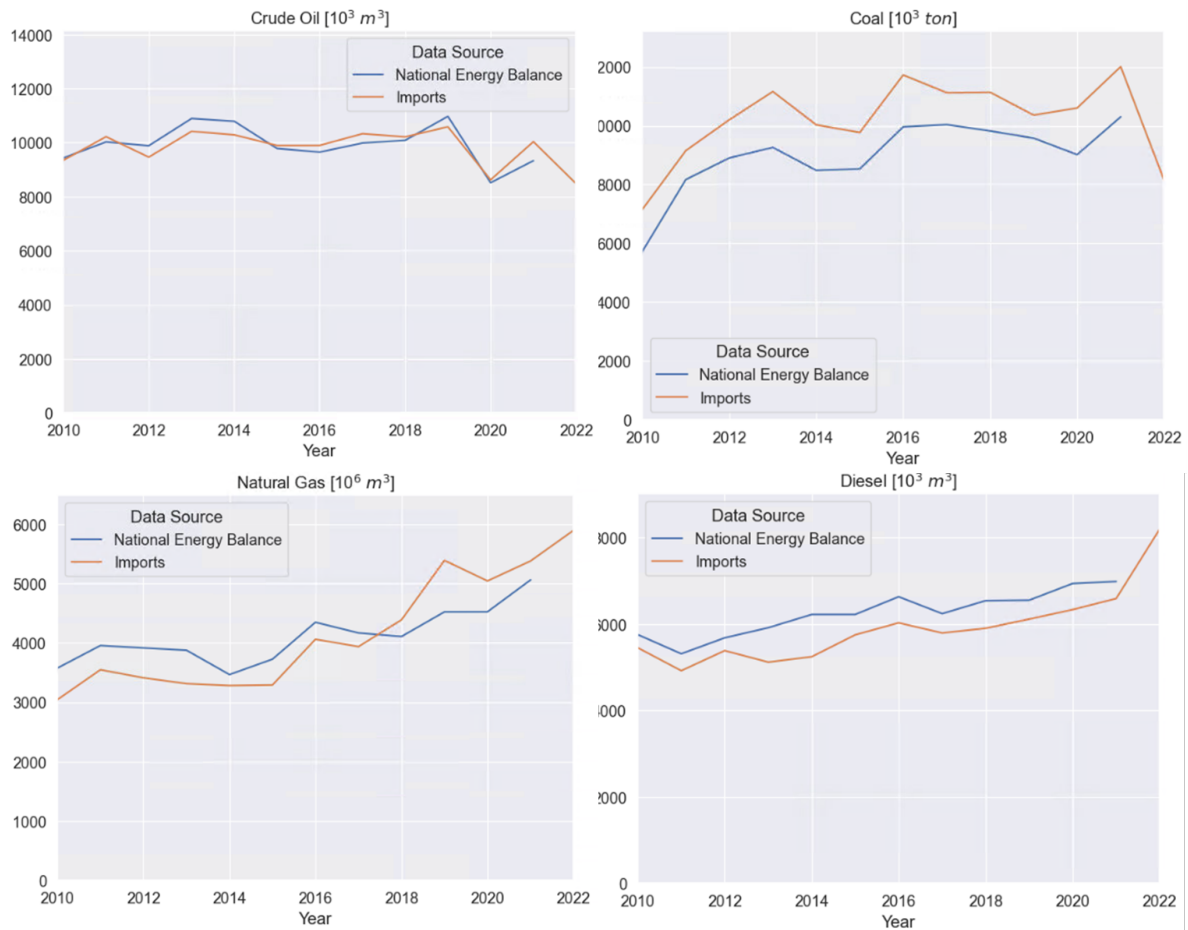 Crude Oil [10³ m³]
14000
12000
10000
8000
6000
4000
2000
0
Data Source
National Energy Balance
Imports
2010 2012 2014 2016 2018 2020 2022
Year
Coal [10³ ton]
2000
0000
8000
6000
4000
2000
0
Data Source
National Energy Balance
Imports
2010 2012 2014 2016 2018 2020 2022
Year
Natural Gas [10⁶ m³]
6000
5000
4000
3000
2000
1000
0
Data Source
National Energy Balance
Imports
2010 2012 2014 2016 2018 2020 2022
Year
Diesel [10³ m³]
8000
6000
4000
2000
0
Data Source
National Energy Balance
Imports
2010 2012 2014 2016 2018 2020 2022
Year